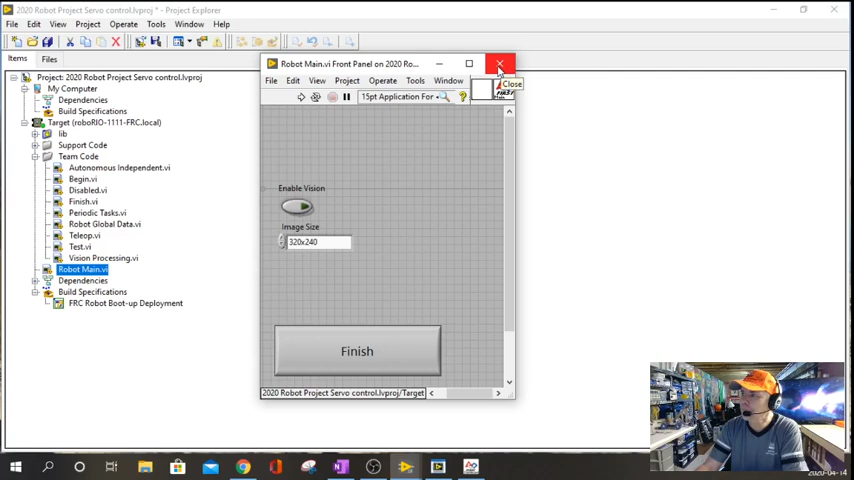 2020 Robot Project Servo control.lvproj * - Project Explorer
File Edit View Project Operate Tools Window Help
Items Files
Project: 2020 Robot Project Servo control.lvproj
My Computer
Dependencies
Build Specifications
Target (roboRIO-1111-FRC.local)
lib
Support Code
Team Code
Autonomous Independent.vi
Begin.vi
Disabled.vi
Finish.vi
Periodic Tasks.vi
Robot Global Data.vi
Teleop.vi
Test.vi
Vision Processing.vi
Robot Main.vi
Dependencies
Build Specifications
FRC Robot Boot-up Deployment
Robot Main.vi Front Panel on 2020 Ro...
File Edit View Project Operate Tools Window
Close
15pt Application For
Enable Vision
Image Size
320x240
Finish
2020 Robot Project Servo control.lvproj/Target
2020-04-14